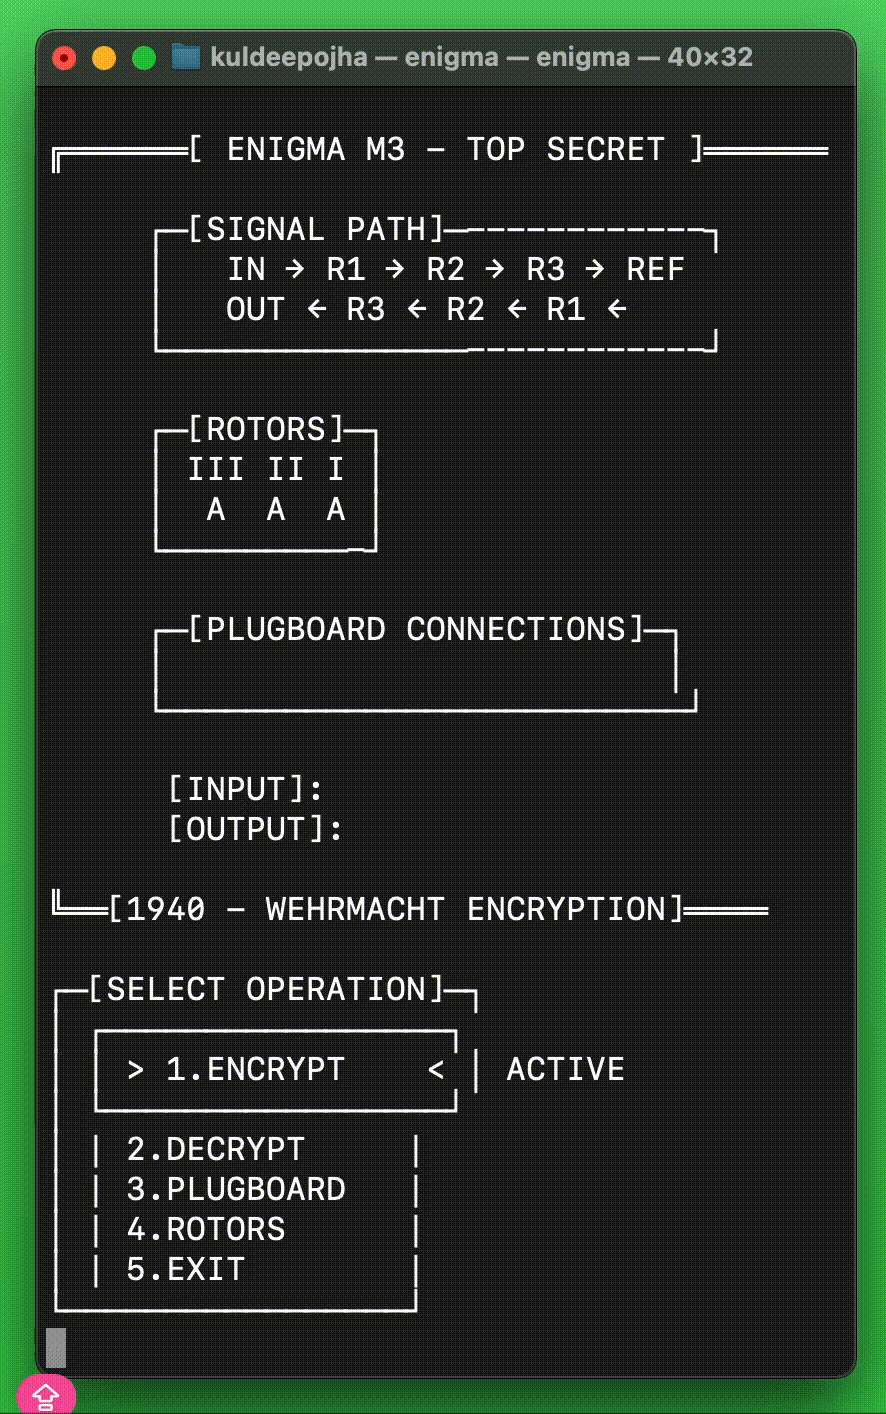 kuldeepojha — enigma — enigma — 40×32
[ ENIGMA M3 – TOP SECRET ]
[SIGNAL PATH]
IN → R1 → R2 → R3 → REF
OUT ← R3 ← R2 ← R1 ←
[ROTORS]
III II I
A A A
[PLUGBOARD CONNECTIONS]
[INPUT]:
[OUTPUT]:
[1940 – WEHRMACHT ENCRYPTION]
[SELECT OPERATION]
> 1.ENCRYPT < | ACTIVE
| 2.DECRYPT |
| 3.PLUGBOARD |
| 4.ROTORS |
| 5.EXIT |